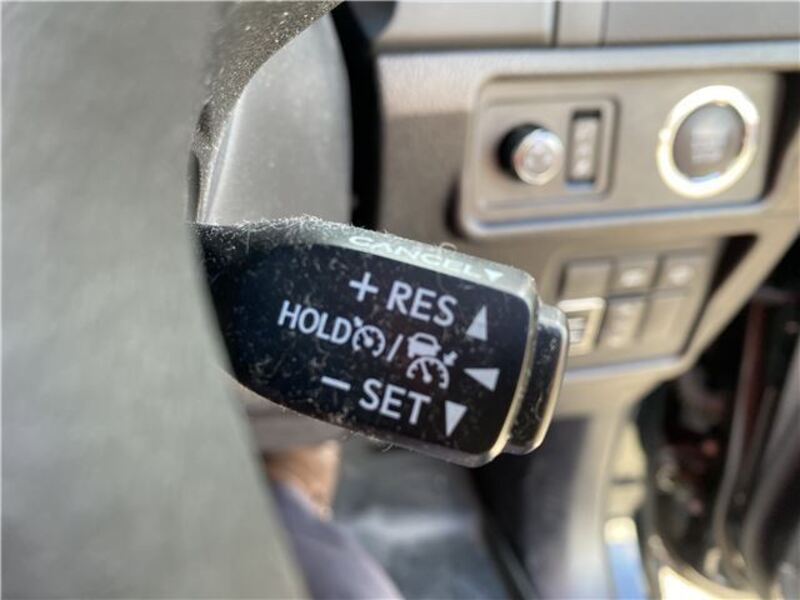 CANCEL ▼
+ RES ▲
HOLD / ◀
− SET ▼